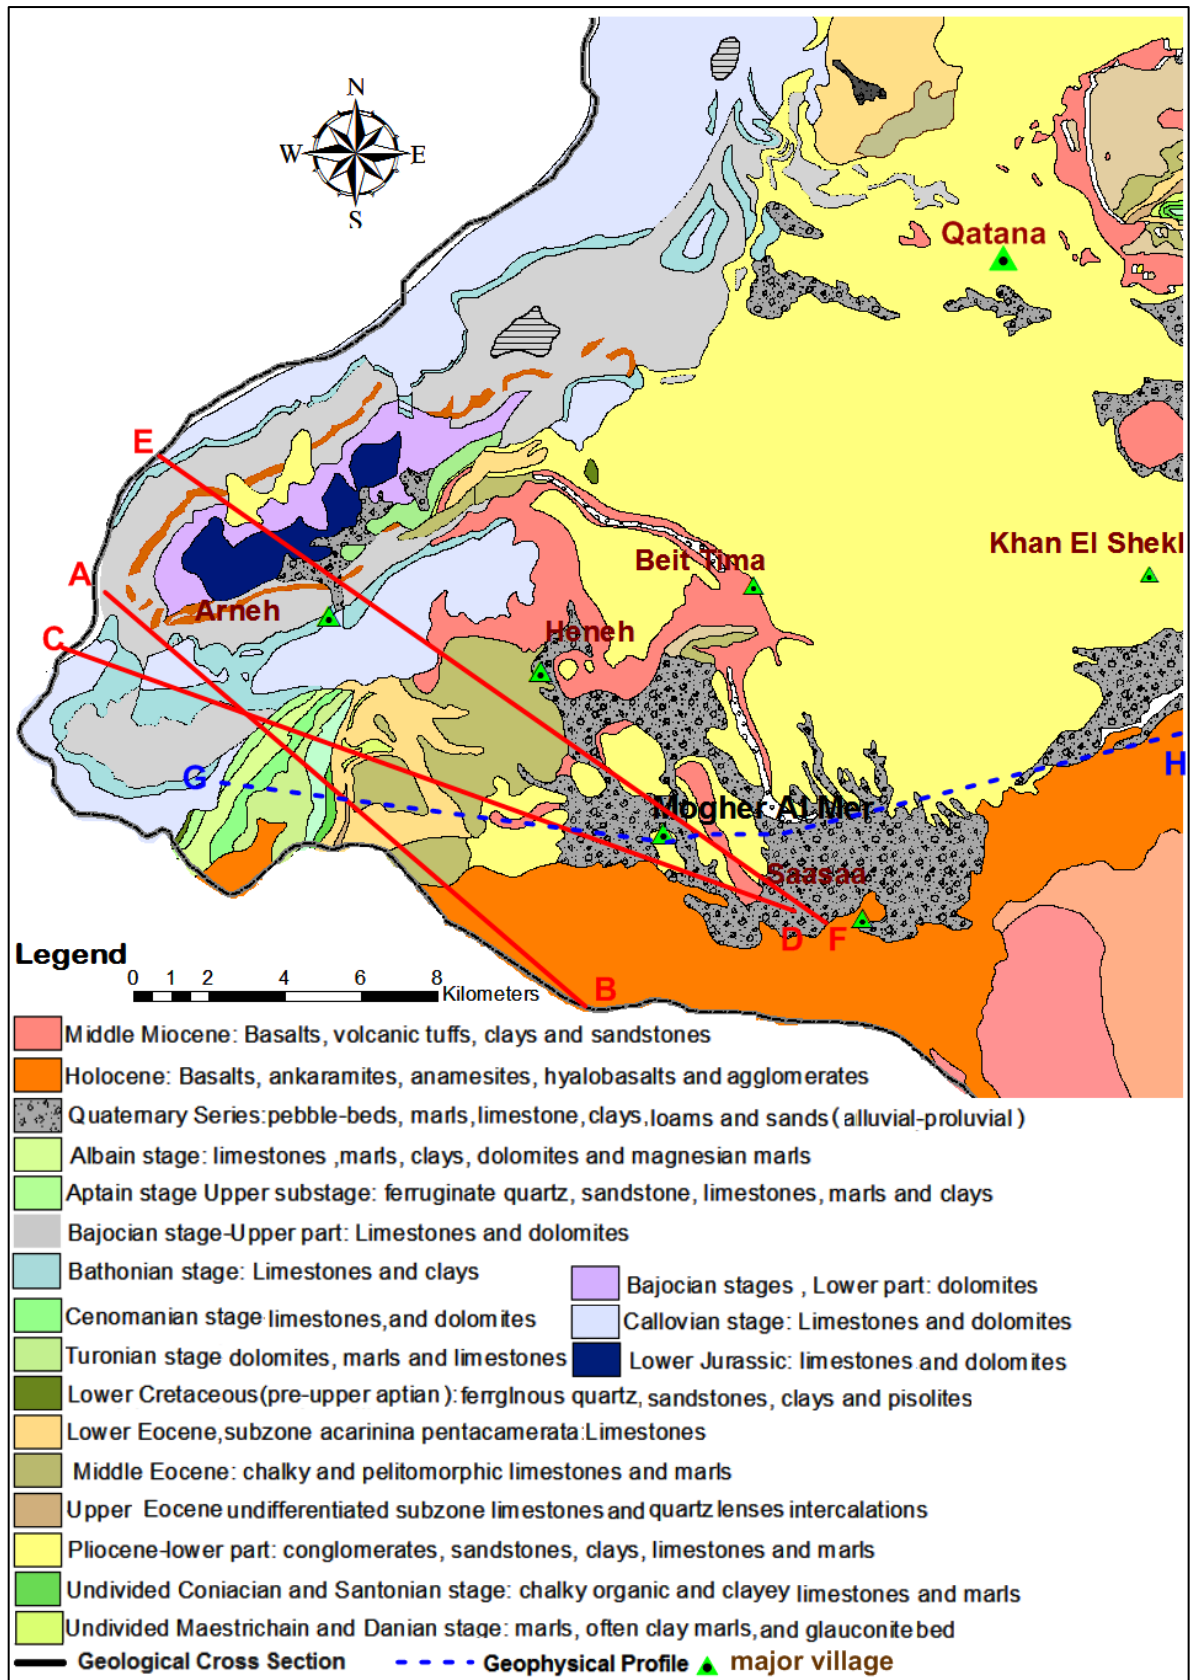 N
W E
S
Qatana
E
Khan El Shekl
Beit Tima
A
Arneh
Heneh
C
G
H
Mogher Al Mer
Saasaa
D F
B
Legend
0 1 2 4 6 8
Kilometers
Middle Miocene: Basalts, volcanic tuffs, clays and sandstones
Holocene: Basalts, ankaramites, anamesites, hyalobasalts and agglomerates
Quaternary Series:pebble-beds, marls, limestone, clays, loams and sands (alluvial-proluvial)
Albain stage: limestones ,marls, clays, dolomites and magnesian marls
Aptain stage Upper substage: ferruginate quartz, sandstone, limestones, marls and clays
Bajocian stage-Upper part: Limestones and dolomites
Bathonian stage: Limestones and clays
Bajocian stages , Lower part: dolomites
Cenomanian stage limestones,and dolomites
Callovian stage: Limestones and dolomites
Turonian stage dolomites, marls and limestones
Lower Jurassic: limestones and dolomites
Lower Cretaceous(pre-upper aptian): ferrglnous quartz, sandstones, clays and pisolites
Lower Eocene,subzone acarinina pentacamerata:Limestones
Middle Eocene: chalky and pelitomorphic limestones and marls
Upper Eocene undifferentiated subzone limestones and quartz lenses intercalations
Pliocene-lower part: conglomerates, sandstones, clays, limestones and marls
Undivided Coniacian and Santonian stage: chalky organic and clayey limestones and marls
Undivided Maestrichain and Danian stage: marls, often clay marls, and glauconite bed
Geological Cross Section
Geophysical Profile
major village